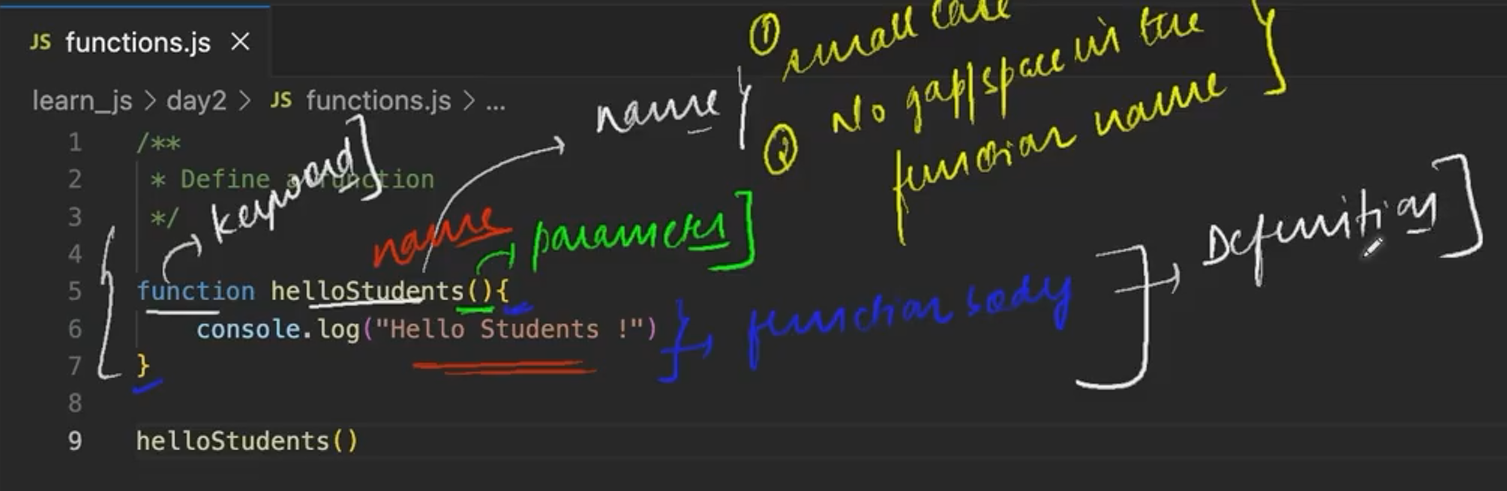 JS functions.js ×
① small case
learn_js > day2 > JS functions.js > ...
name
② No gap/space in the
function name
1 /**
2 * Define a function
3 */
4
keyword
name
parameters
Definition
5 function helloStudents(){
6 console.log("Hello Students !")
function body
7 }
8
9 helloStudents()